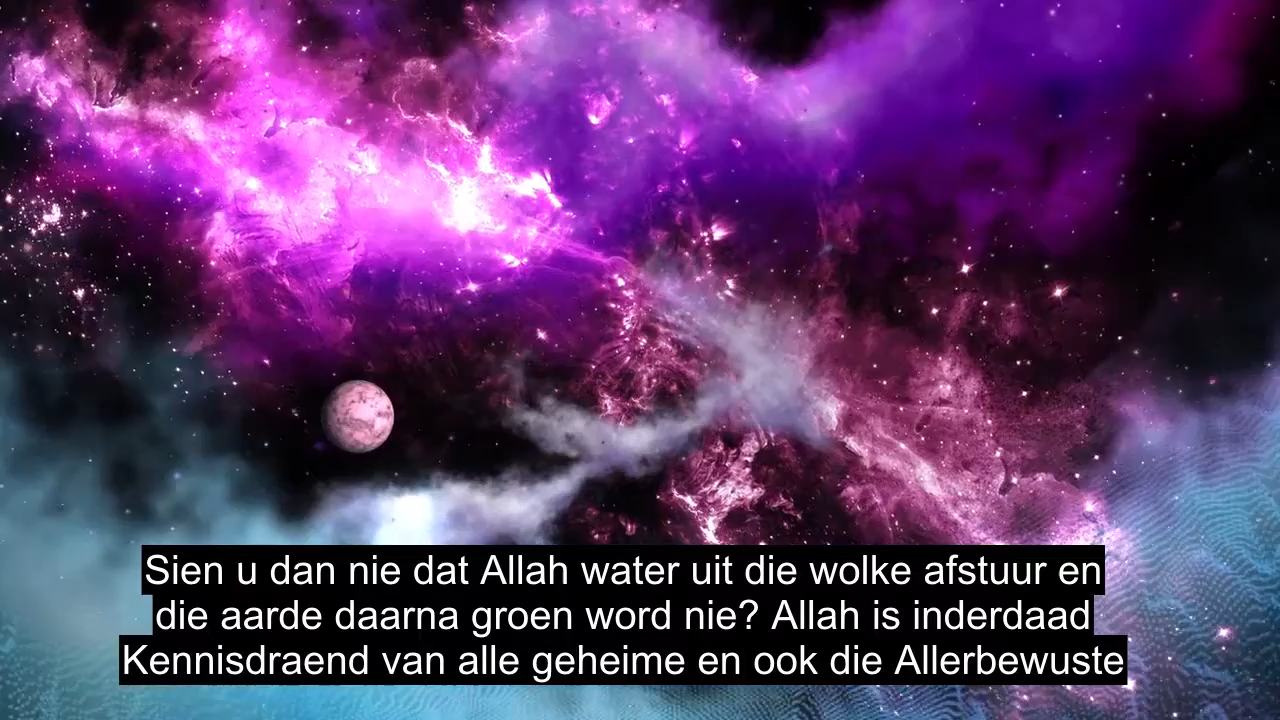 Sien u dan nie dat Allah water uit die wolke afstuur en
die aarde daarna groen word nie? Allah is inderdaad
Kennisdraend van alle geheime en ook die Allerbewuste